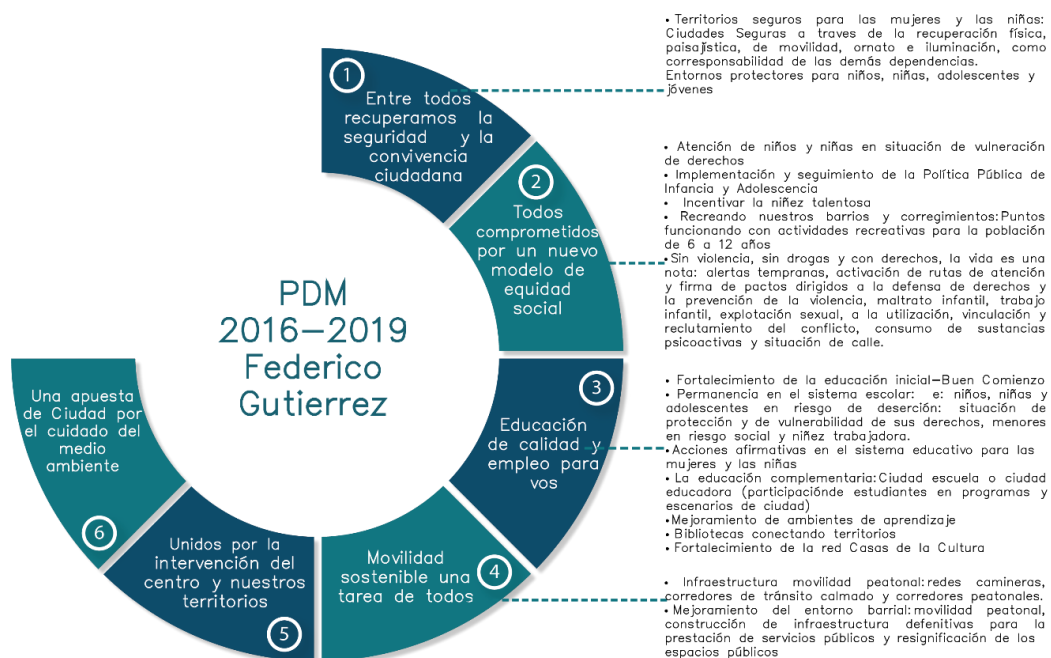 PDM
2016-2019
Federico
Gutierrez
1
Entre todos
recuperamos la
seguridad y la
convivencia
ciudadana
• Territorios seguros para las mujeres y las niñas:
Ciudades Seguras a traves de la recuperación física,
paisajística, de movilidad, ornato e iluminación, como
corresponsabilidad de las demás dependencias.
Entornos protectores para niños, niñas, adolescentes y
jóvenes
2
Todos
comprometidos
por un nuevo
modelo de
equidad
social
• Atención de niños y niñas en situación de vulneración
de derechos
• Implementación y seguimiento de la Política Pública de
Infancia y Adolescencia
• Incentivar la niñez talentosa
• Recreando nuestros barrios y corregimientos:Puntos
funcionando con actividades recreativas para la población
de 6 a 12 años
•Sin violencia, sin drogas y con derechos, la vida es una
nota: alertas tempranas, activación de rutas de atención
y firma de pactos dirigidos a la defensa de derechos y
la prevención de la violencia, maltrato infantil, trabajo
infantil, explotación sexual, a la utilización, vinculación y
reclutamiento del conflicto, consumo de sustancias
psicoactivas y situación de calle.
3
Educación
de calidad y
empleo para
vos
• Fortalecimiento de la educación inicial-Buen Comienzo
• Permanencia en el sistema escolar: e: niños, niñas y
adolescentes en riesgo de deserción: situación de
protección y de vulnerabilidad de sus derechos, menores
en riesgo social y niñez trabajadora.
•Acciones afirmativas en el sistema educativo para las
mujeres y las niñas
• La educación complementaria:Ciudad escuela o ciudad
educadora (participaciónde estudiantes en programas y
escenarios de ciudad)
•Mejoramiento de ambientes de aprendizaje
• Bibliotecas conectando territorios
• Fortalecimiento de la red Casas de la Cultura
4
Movilidad
sostenible una
tarea de todos
• Infraestructura movilidad peatonal:redes camineras,
corredores de tránsito calmado y corredores peatonales.
• Mejoramiento del entorno barrial:movilidad peatonal,
construcción de infraestructura defenitivas para la
prestación de servicios públicos y resignificación de los
espacios públicos
Unidos por la
intervención del
centro y nuestros
territorios
5
Una apuesta
de Ciudad por
el cuidado del
medio
ambiente
6